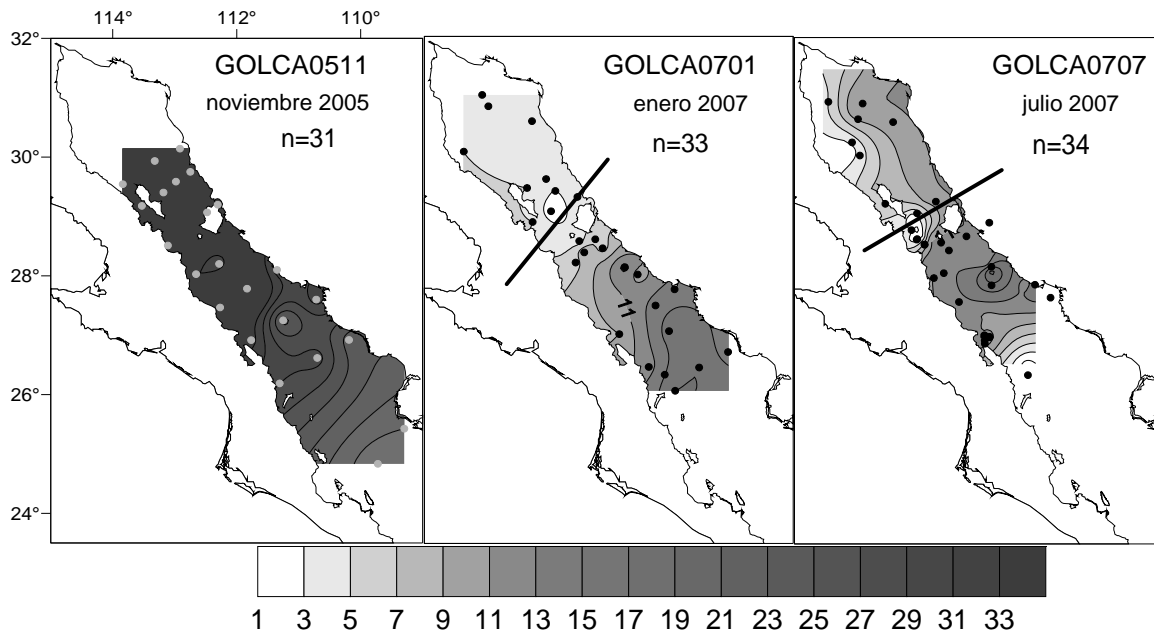 114° 112° 110°
32°
30°
28°
26°
24°
GOLCA0511
noviembre 2005
n=31
GOLCA0701
enero 2007
n=33
11
GOLCA0707
julio 2007
n=34
1 3 5 7 9 11 13 15 17 19 21 23 25 27 29 31 33